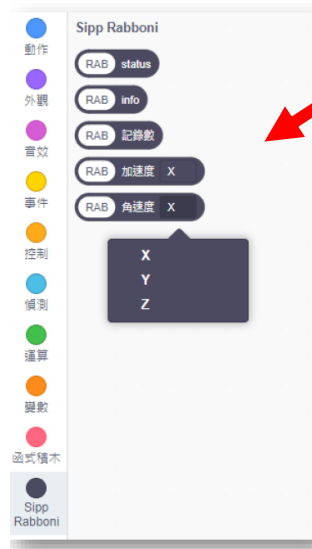 動作
外觀
音效
事件
控制
偵測
運算
變數
函式積木
Sipp
Rabboni
Sipp Rabboni
RAB status
RAB info
RAB 記錄數
RAB 加速度 X
RAB 角速度 X
X
Y
Z